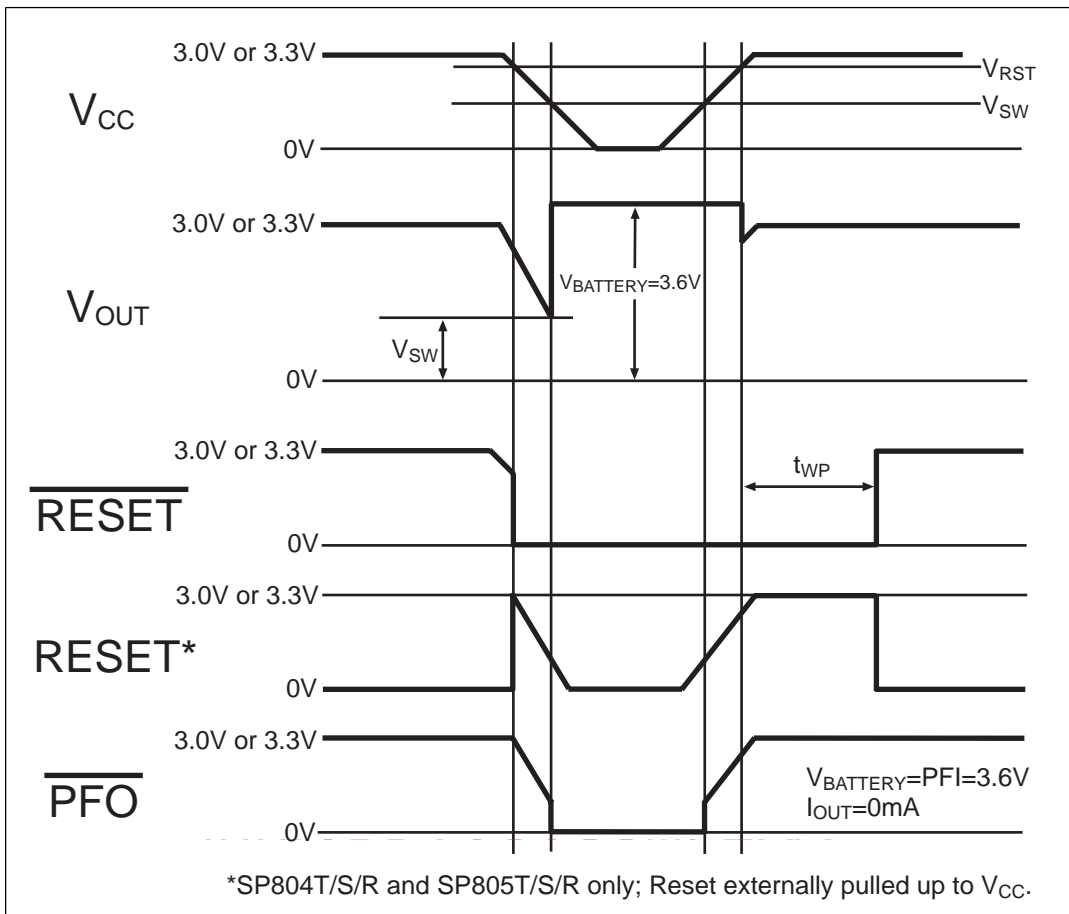 3.0V or 3.3V
VRST
VCC
VSW
0V
3.0V or 3.3V
VBATTERY=3.6V
VOUT
VSW
0V
3.0V or 3.3V
tWP
RESET
0V
3.0V or 3.3V
RESET*
0V
3.0V or 3.3V
VBATTERY=PFI=3.6V
PFO
IOUT=0mA
0V
*SP804T/S/R and SP805T/S/R only; Reset externally pulled up to VCC.